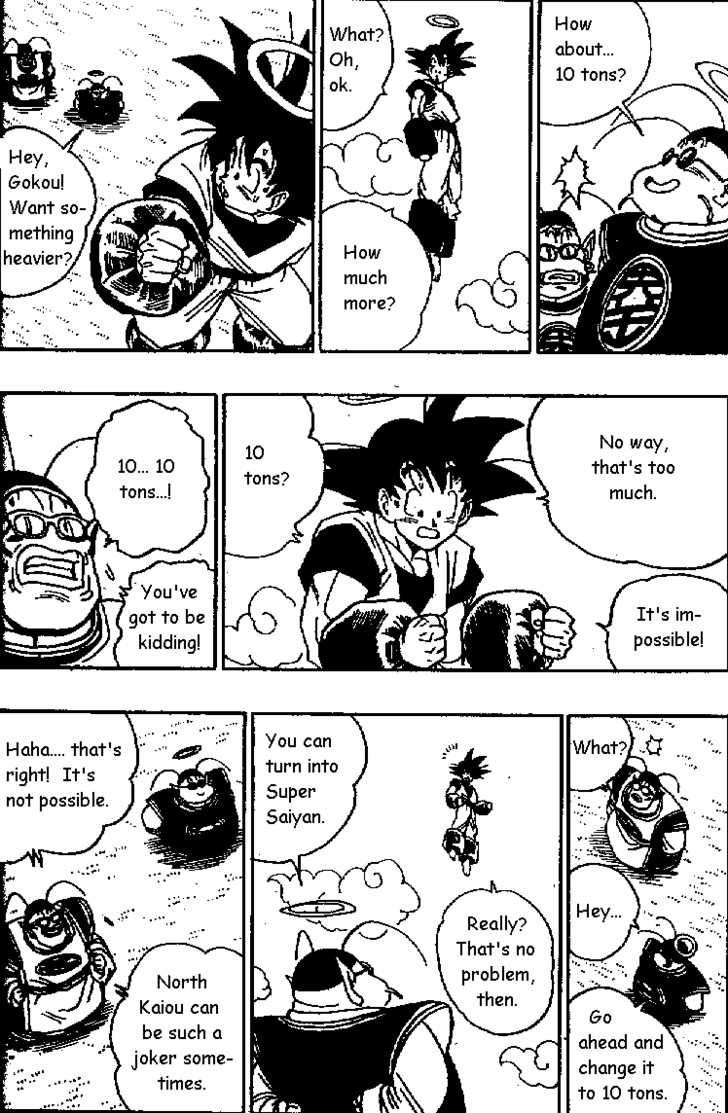 Hey,
Gokou!
Want so-
mething
heavier?
What?
Oh,
ok.
How
much
more?
How
about...
10 tons?
10... 10
tons...!
You've
got to be
kidding!
10
tons?
No way,
that's too
much.
It's im-
possible!
Haha.... that's
right! It's
not possible.
North
Kaiou can
be such a
joker some-
times.
You can
turn into
Super
Saiyan.
Really?
That's no
problem,
then.
What?
Hey...
Go
ahead and
change it
to 10 tons.